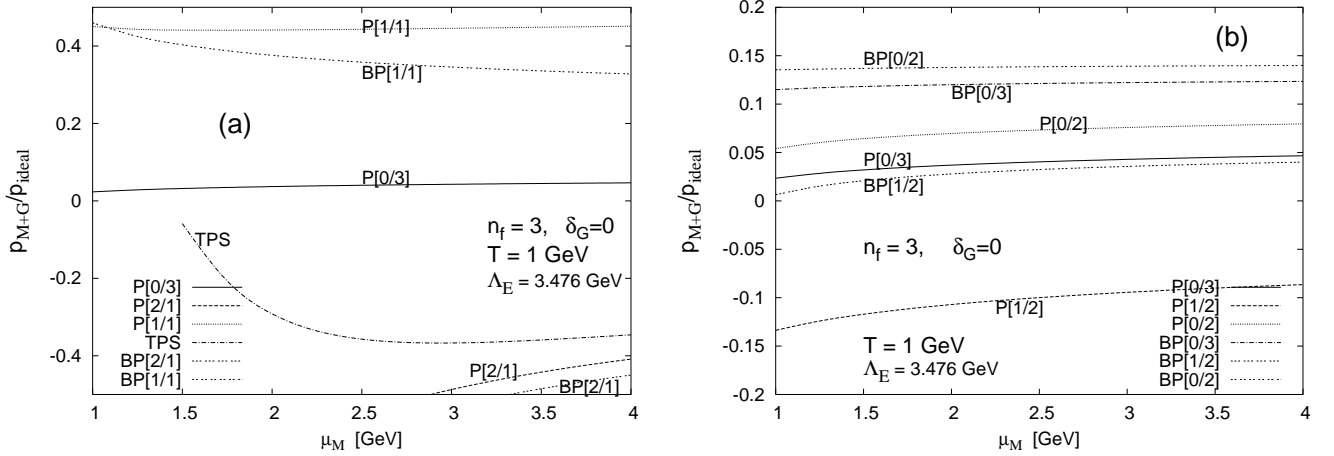 0.4
0.2
0
-0.2
-0.4
p_M+G/p_ideal
P[1/1]
BP[1/1]
(a)
P[0/3]
TPS
n_f = 3, δ_G=0
T = 1 GeV
Λ_E = 3.476 GeV
P[0/3]
P[2/1]
P[1/1]
TPS
BP[2/1]
BP[1/1]
P[2/1]
BP[2/1]
1 1.5 2 2.5 3 3.5 4
μ_M [GeV]
0.2
0.15
0.1
0.05
0
-0.05
-0.1
-0.15
-0.2
p_M+G/p_ideal
(b)
BP[0/2]
BP[0/3]
P[0/2]
P[0/3]
BP[1/2]
n_f = 3, δ_G=0
P[1/2]
T = 1 GeV
Λ_E = 3.476 GeV
P[0/3]
P[1/2]
P[0/2]
BP[0/3]
BP[1/2]
BP[0/2]
1 1.5 2 2.5 3 3.5 4
μ_M [GeV]